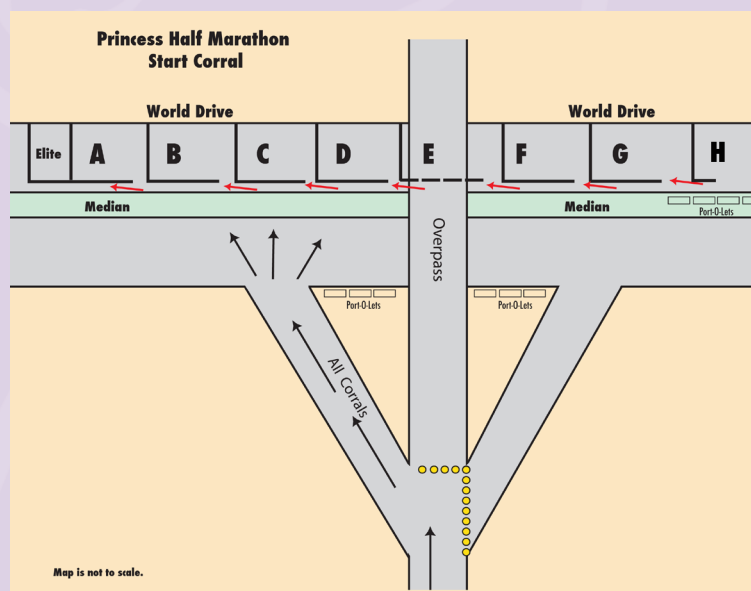 Princess Half Marathon
Start Corral
World Drive
World Drive
Elite
A
B
C
D
E
F
G
H
Median
Median
Port-O-Lets
Overpass
Port-O-Lets
Port-O-Lets
All Corrals
Map is not to scale.